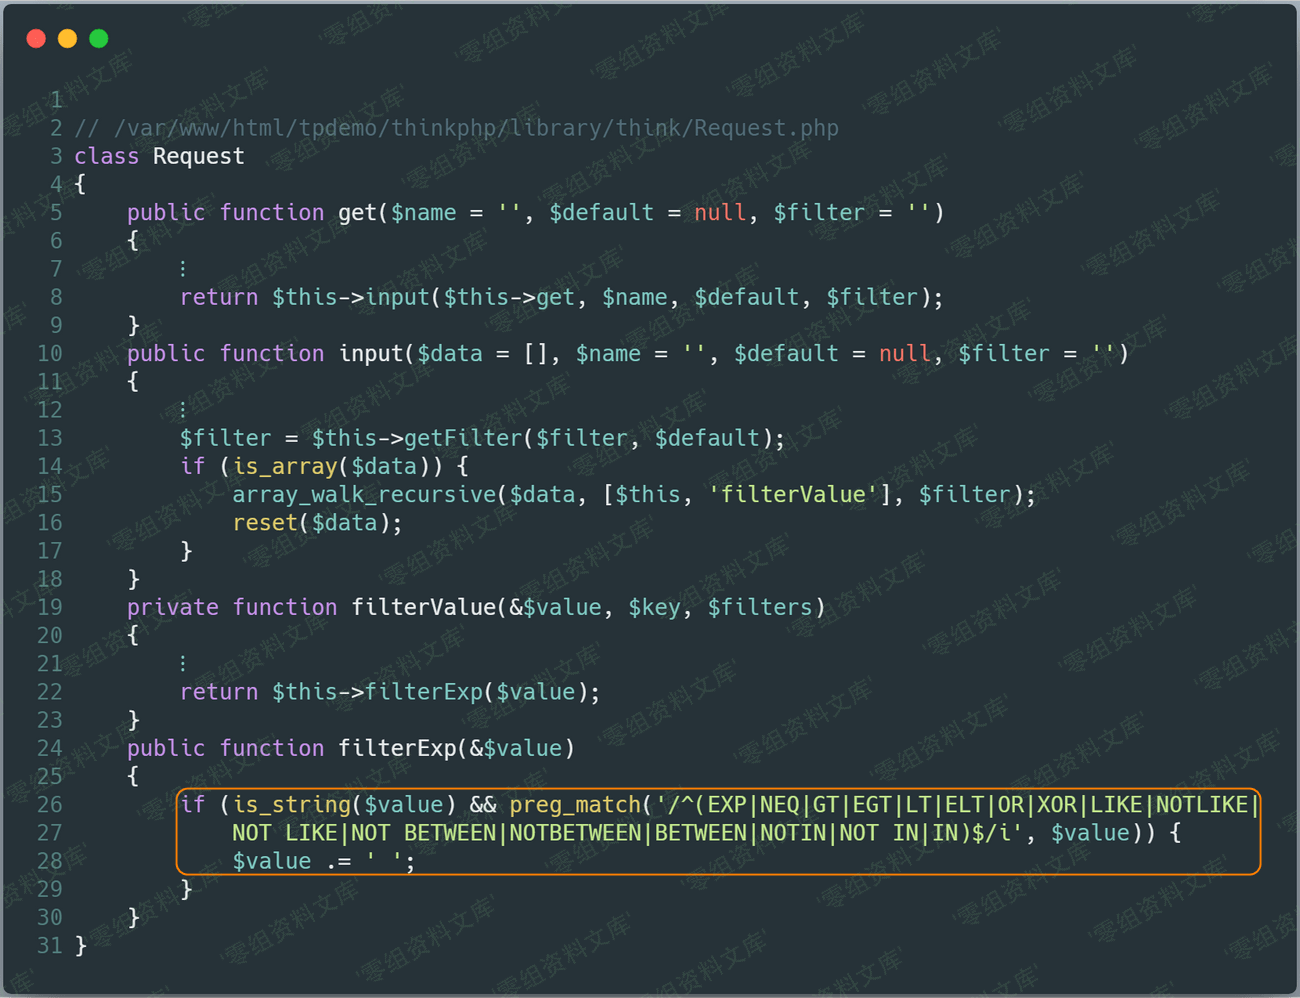 1
2 // /var/www/html/tpdemo/thinkphp/library/think/Request.php
3 class Request
4 {
5     public function get($name = '', $default = null, $filter = '')
6     {
7         ⋮
8         return $this->input($this->get, $name, $default, $filter);
9     }
10     public function input($data = [], $name = '', $default = null, $filter = '')
11     {
12         ⋮
13         $filter = $this->getFilter($filter, $default);
14         if (is_array($data)) {
15             array_walk_recursive($data, [$this, 'filterValue'], $filter);
16             reset($data);
17         }
18     }
19     private function filterValue(&$value, $key, $filters)
20     {
21         ⋮
22         return $this->filterExp($value);
23     }
24     public function filterExp(&$value)
25     {
26         if (is_string($value) && preg_match('/^(EXP|NEQ|GT|EGT|LT|ELT|OR|XOR|LIKE|NOTLIKE|
27             NOT LIKE|NOT BETWEEN|NOTBETWEEN|BETWEEN|NOTIN|NOT IN|IN)$/i', $value)) {
28             $value .= ' ';
29         }
30     }
31 }
'零组资料文库'